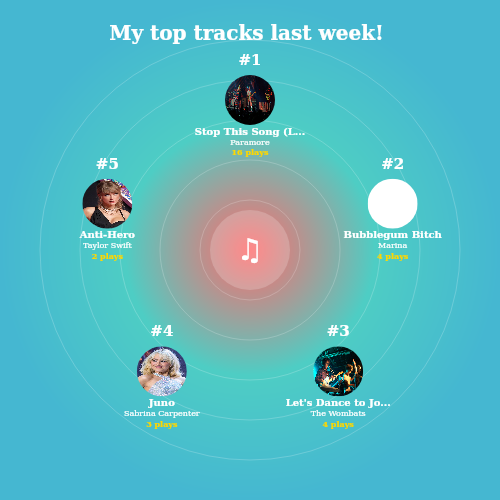 My top tracks last week!
#1
Stop This Song (L...
Paramore
16 plays
#2
Bubblegum Bitch
Marina
4 plays
#3
Let's Dance to Jo...
The Wombats
4 plays
#4
Juno
Sabrina Carpenter
3 plays
#5
Anti-Hero
Taylor Swift
2 plays